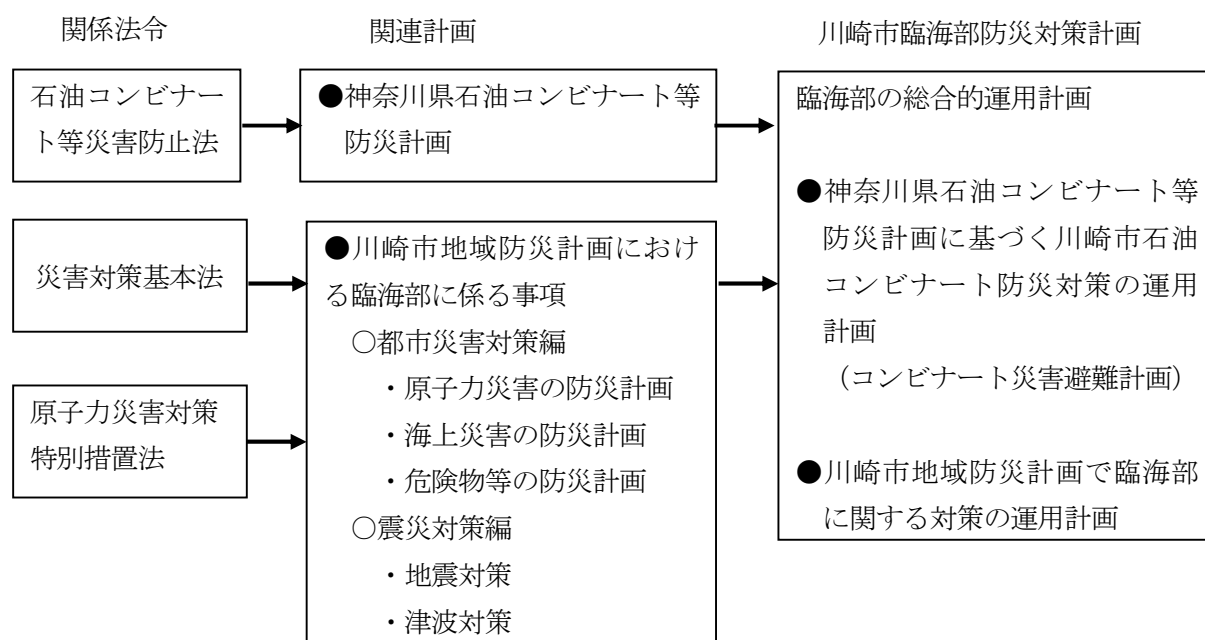 関係法令
関連計画
川崎市臨海部防災対策計画
石油コンビナー
ト等災害防止法
●神奈川県石油コンビナート等
防災計画
臨海部の総合的運用計画
●神奈川県石油コンビナート等
防災計画に基づく川崎市石油
コンビナート防災対策の運用
計画
（コンビナート災害避難計画）
●川崎市地域防災計画で臨海部
に関する対策の運用計画
災害対策基本法
原子力災害対策
特別措置法
●川崎市地域防災計画におけ
る臨海部に係る事項
○都市災害対策編
・原子力災害の防災計画
・海上災害の防災計画
・危険物等の防災計画
○震災対策編
・地震対策
・津波対策